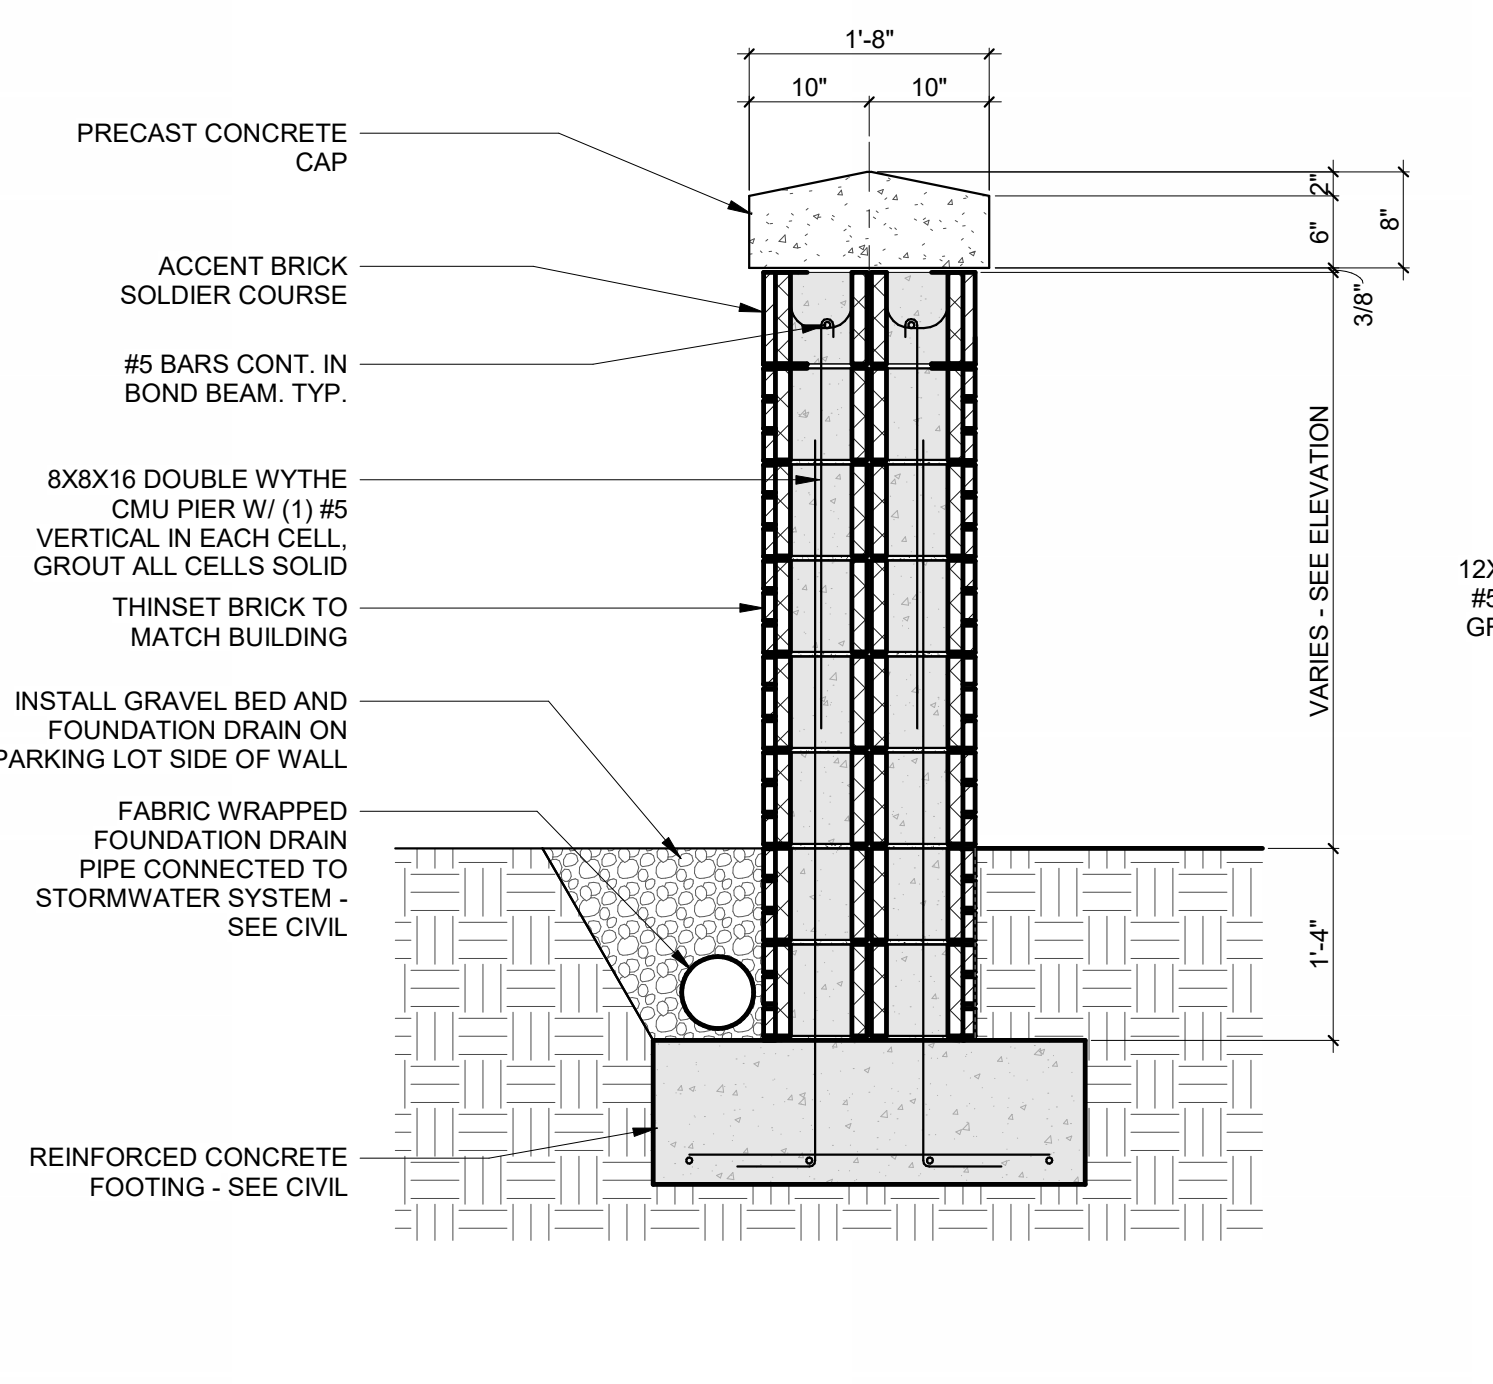 1'-8"
10" 10"
PRECAST CONCRETE
CAP
2"
6"
8"
3/8"
ACCENT BRICK
SOLDIER COURSE
#5 BARS CONT. IN
BOND BEAM. TYP.
8X8X16 DOUBLE WYTHE
CMU PIER W/ (1) #5
VERTICAL IN EACH CELL,
GROUT ALL CELLS SOLID
THINSET BRICK TO
MATCH BUILDING
INSTALL GRAVEL BED AND
FOUNDATION DRAIN ON
PARKING LOT SIDE OF WALL
FABRIC WRAPPED
FOUNDATION DRAIN
PIPE CONNECTED TO
STORMWATER SYSTEM -
SEE CIVIL
REINFORCED CONCRETE
FOOTING - SEE CIVIL
VARIES - SEE ELEVATION
1'-4"
12X
#5
GR